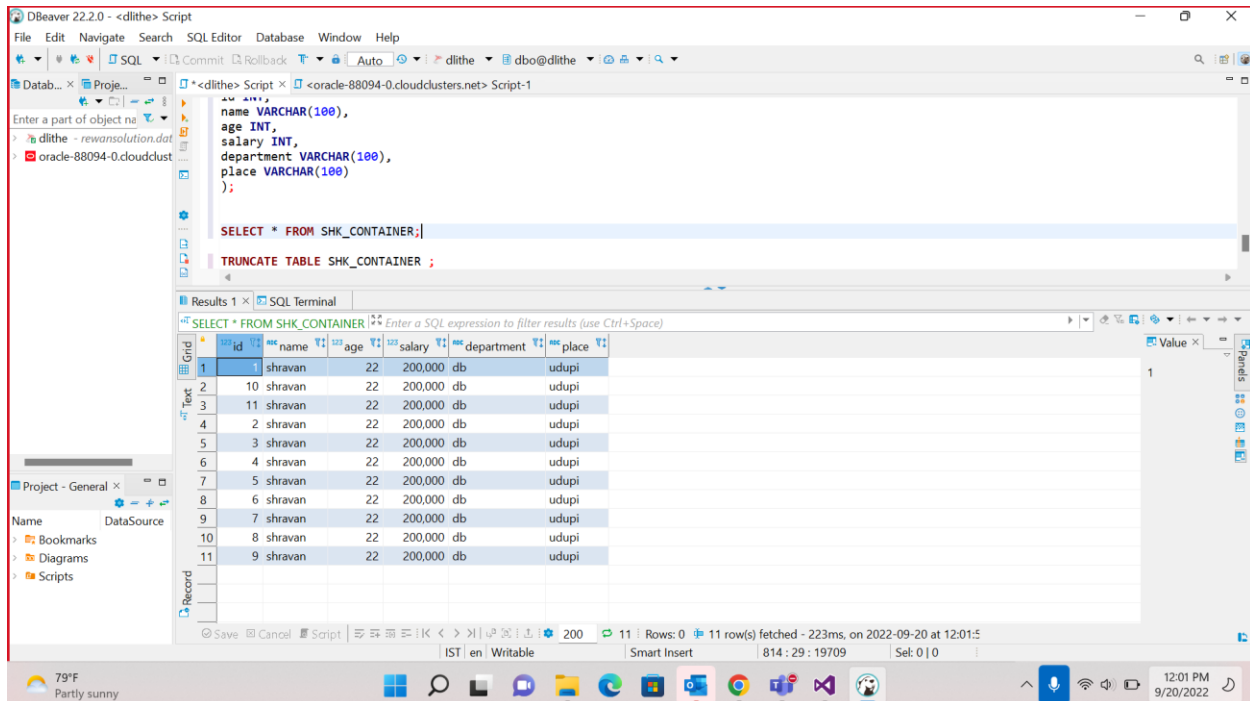 DBeaver 22.2.0 - <dlithe> Script
File Edit Navigate Search SQL Editor Database Window Help
SQL Commit Rollback Auto dlithe dbo@dlithe
Datab... Proje... *<dlithe> Script <oracle-88094-0.cloudclusters.net> Script-1
Enter a part of object na
dlithe - rewansolution.dat
oracle-88094-0.cloudclust
id INT,
name VARCHAR(100),
age INT,
salary INT,
department VARCHAR(100),
place VARCHAR(100)
);
SELECT * FROM SHK_CONTAINER;
TRUNCATE TABLE SHK_CONTAINER ;
Results 1 SQL Terminal
SELECT * FROM SHK_CONTAINER Enter a SQL expression to filter results (use Ctrl+Space)
Grid
Text
Record
123 id ABC name 123 age 123 salary ABC department ABC place
1 1 shravan 22 200,000 db udupi
2 10 shravan 22 200,000 db udupi
3 11 shravan 22 200,000 db udupi
4 2 shravan 22 200,000 db udupi
5 3 shravan 22 200,000 db udupi
6 4 shravan 22 200,000 db udupi
7 5 shravan 22 200,000 db udupi
8 6 shravan 22 200,000 db udupi
9 7 shravan 22 200,000 db udupi
10 8 shravan 22 200,000 db udupi
11 9 shravan 22 200,000 db udupi
Value
1
Panels
Project - General
Name DataSource
Bookmarks
Diagrams
Scripts
Save Cancel Script 200 11 Rows: 0 11 row(s) fetched - 223ms, on 2022-09-20 at 12:01:5
IST en Writable Smart Insert 814 : 29 : 19709 Sel: 0 | 0
79°F
Partly sunny
12:01 PM
9/20/2022